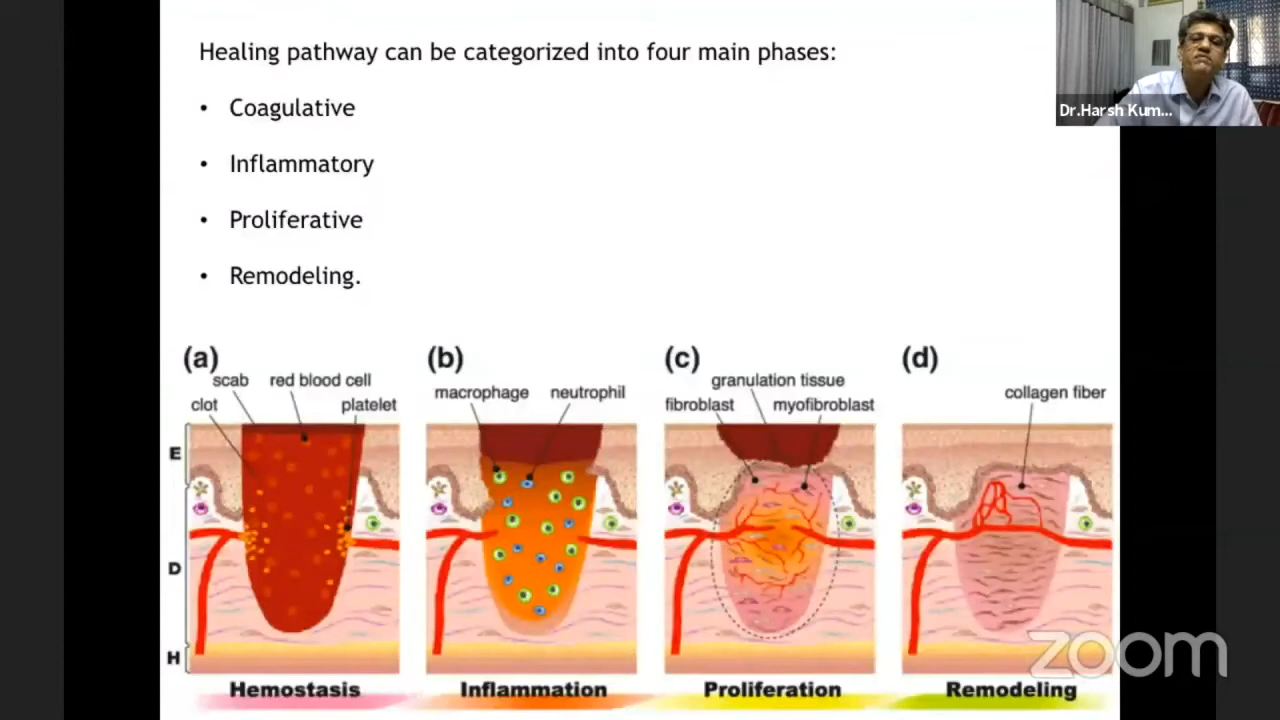 Healing pathway can be categorized into four main phases:
• Coagulative
• Inflammatory
• Proliferative
• Remodeling.
Dr.Harsh Kum...
(a)
scab red blood cell
clot platelet
(b)
macrophage neutrophil
(c)
granulation tissue
fibroblast myofibroblast
(d)
collagen fiber
E
D
H
Hemostasis Inflammation Proliferation Remodeling
zoom